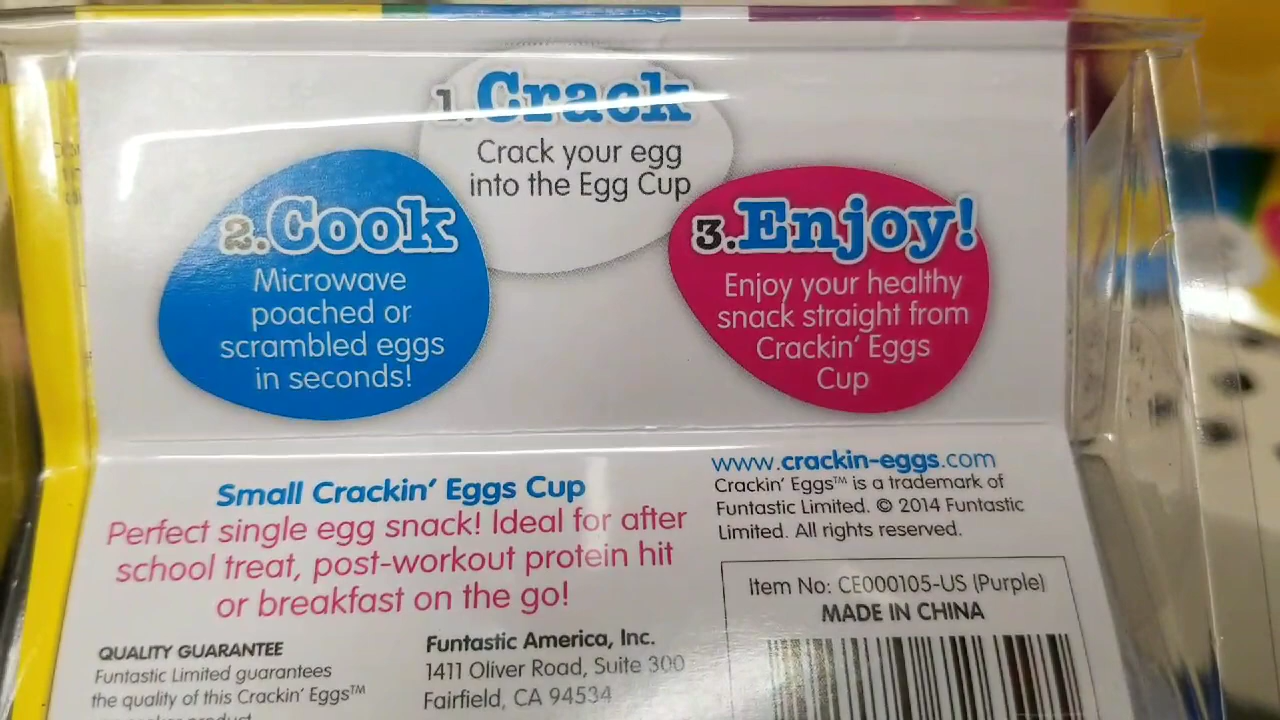 1. Crack
Crack your egg
into the Egg Cup
2. Cook
Microwave
poached or
scrambled eggs
in seconds!
3. Enjoy!
Enjoy your healthy
snack straight from
Crackin' Eggs
Cup
Small Crackin' Eggs Cup
Perfect single egg snack! Ideal for after
school treat, post-workout protein hit
or breakfast on the go!
www.crackin-eggs.com
Crackin' Eggs™ is a trademark of
Funtastic Limited. © 2014 Funtastic
Limited. All rights reserved.
Item No: CE000105-US (Purple)
MADE IN CHINA
QUALITY GUARANTEE
Funtastic Limited guarantees
the quality of this Crackin' Eggs™
Funtastic America, Inc.
1411 Oliver Road, Suite 300
Fairfield, CA 94534